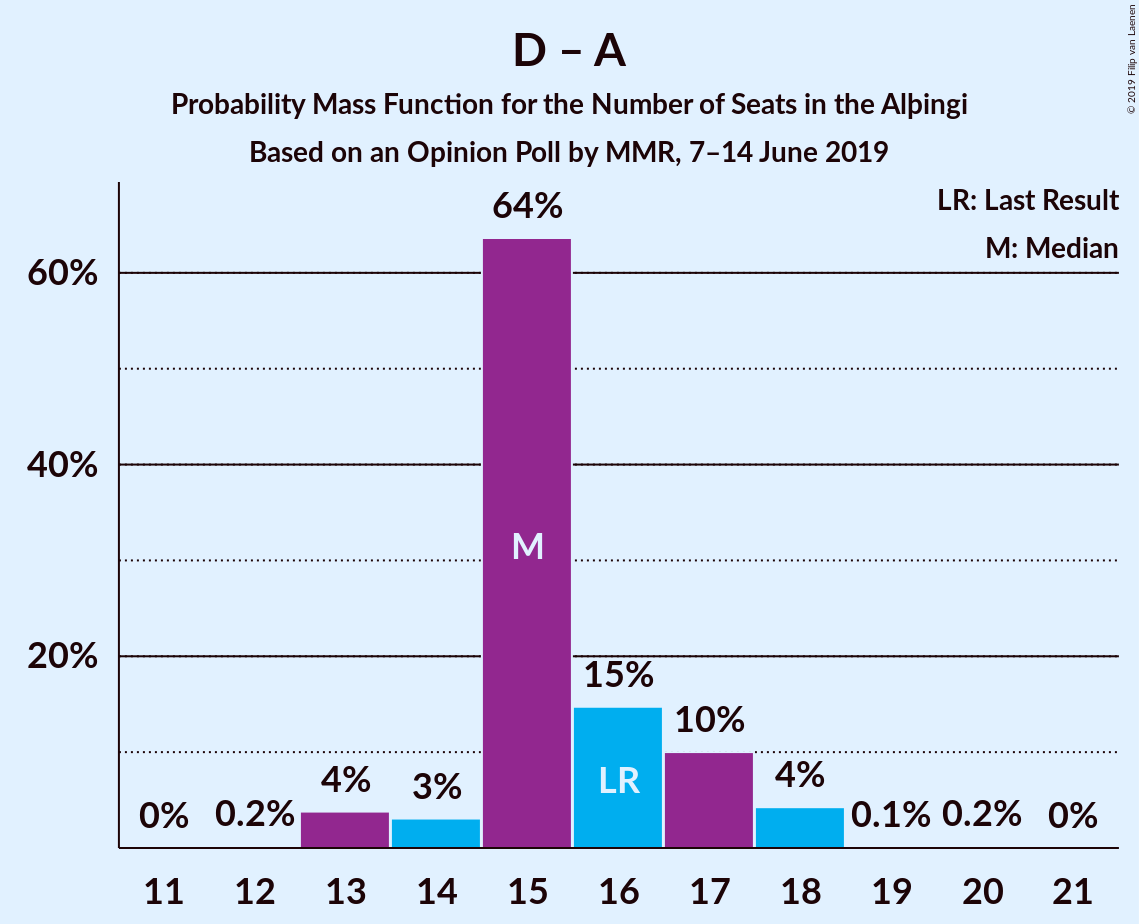 D – A
Probability Mass Function for the Number of Seats in the Alþingi
Based on an Opinion Poll by MMR, 7–14 June 2019
© 2019 Filip van Laenen
LR: Last Result
M: Median
64%
60%
40%
M
20%
15%
10%
LR
4%
3%
4%
0%
0.2%
0.1%
0.2%
0%
11 12 13 14 15 16 17 18 19 20 21